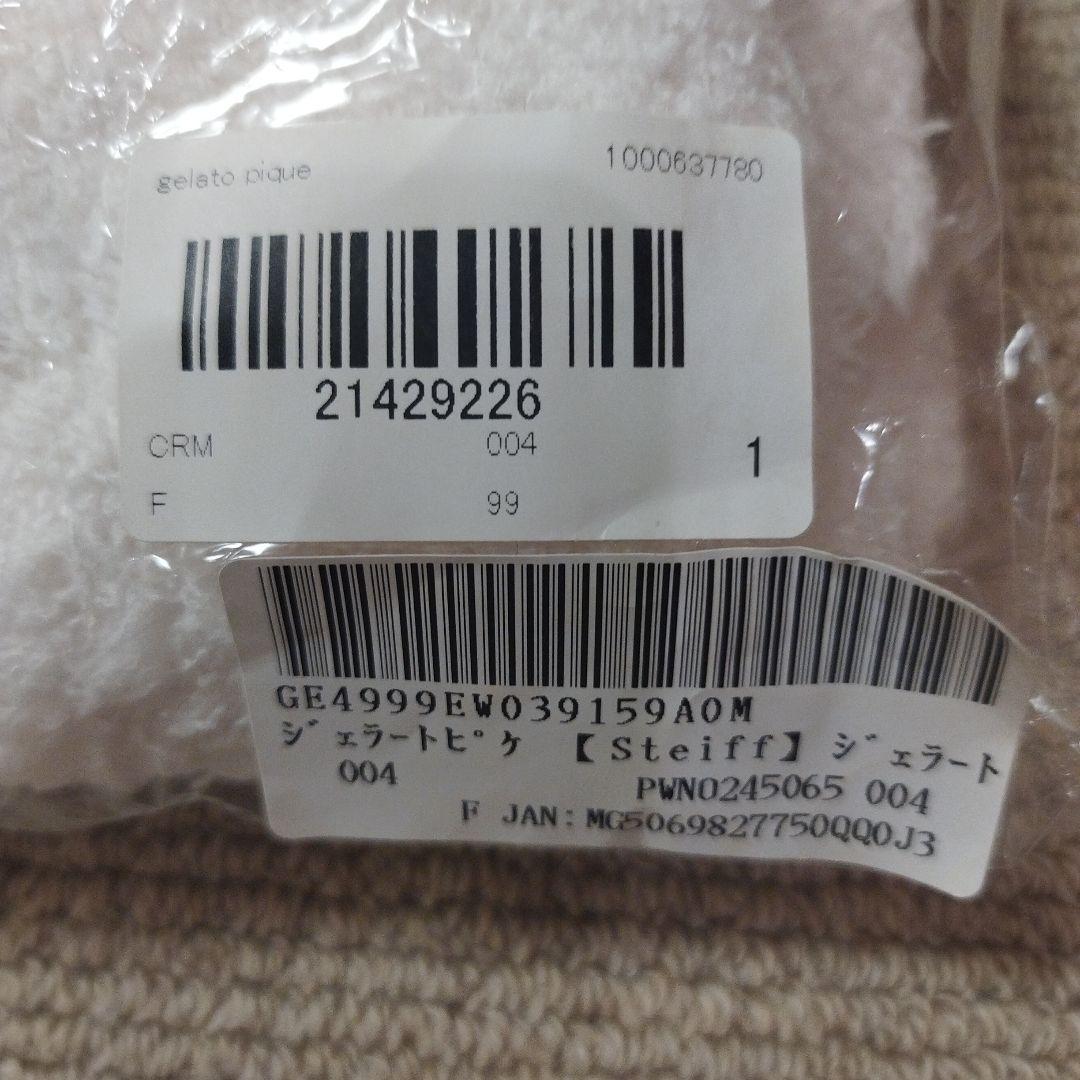 gelato pique 1000637780
21429226
CRM 004 1
F 99
GE4999EW039159A0M
ジェラートピケ 【Steiff】ジェラート
004 PWN0245065 004
F JAN:MG5069827750QQ0J3